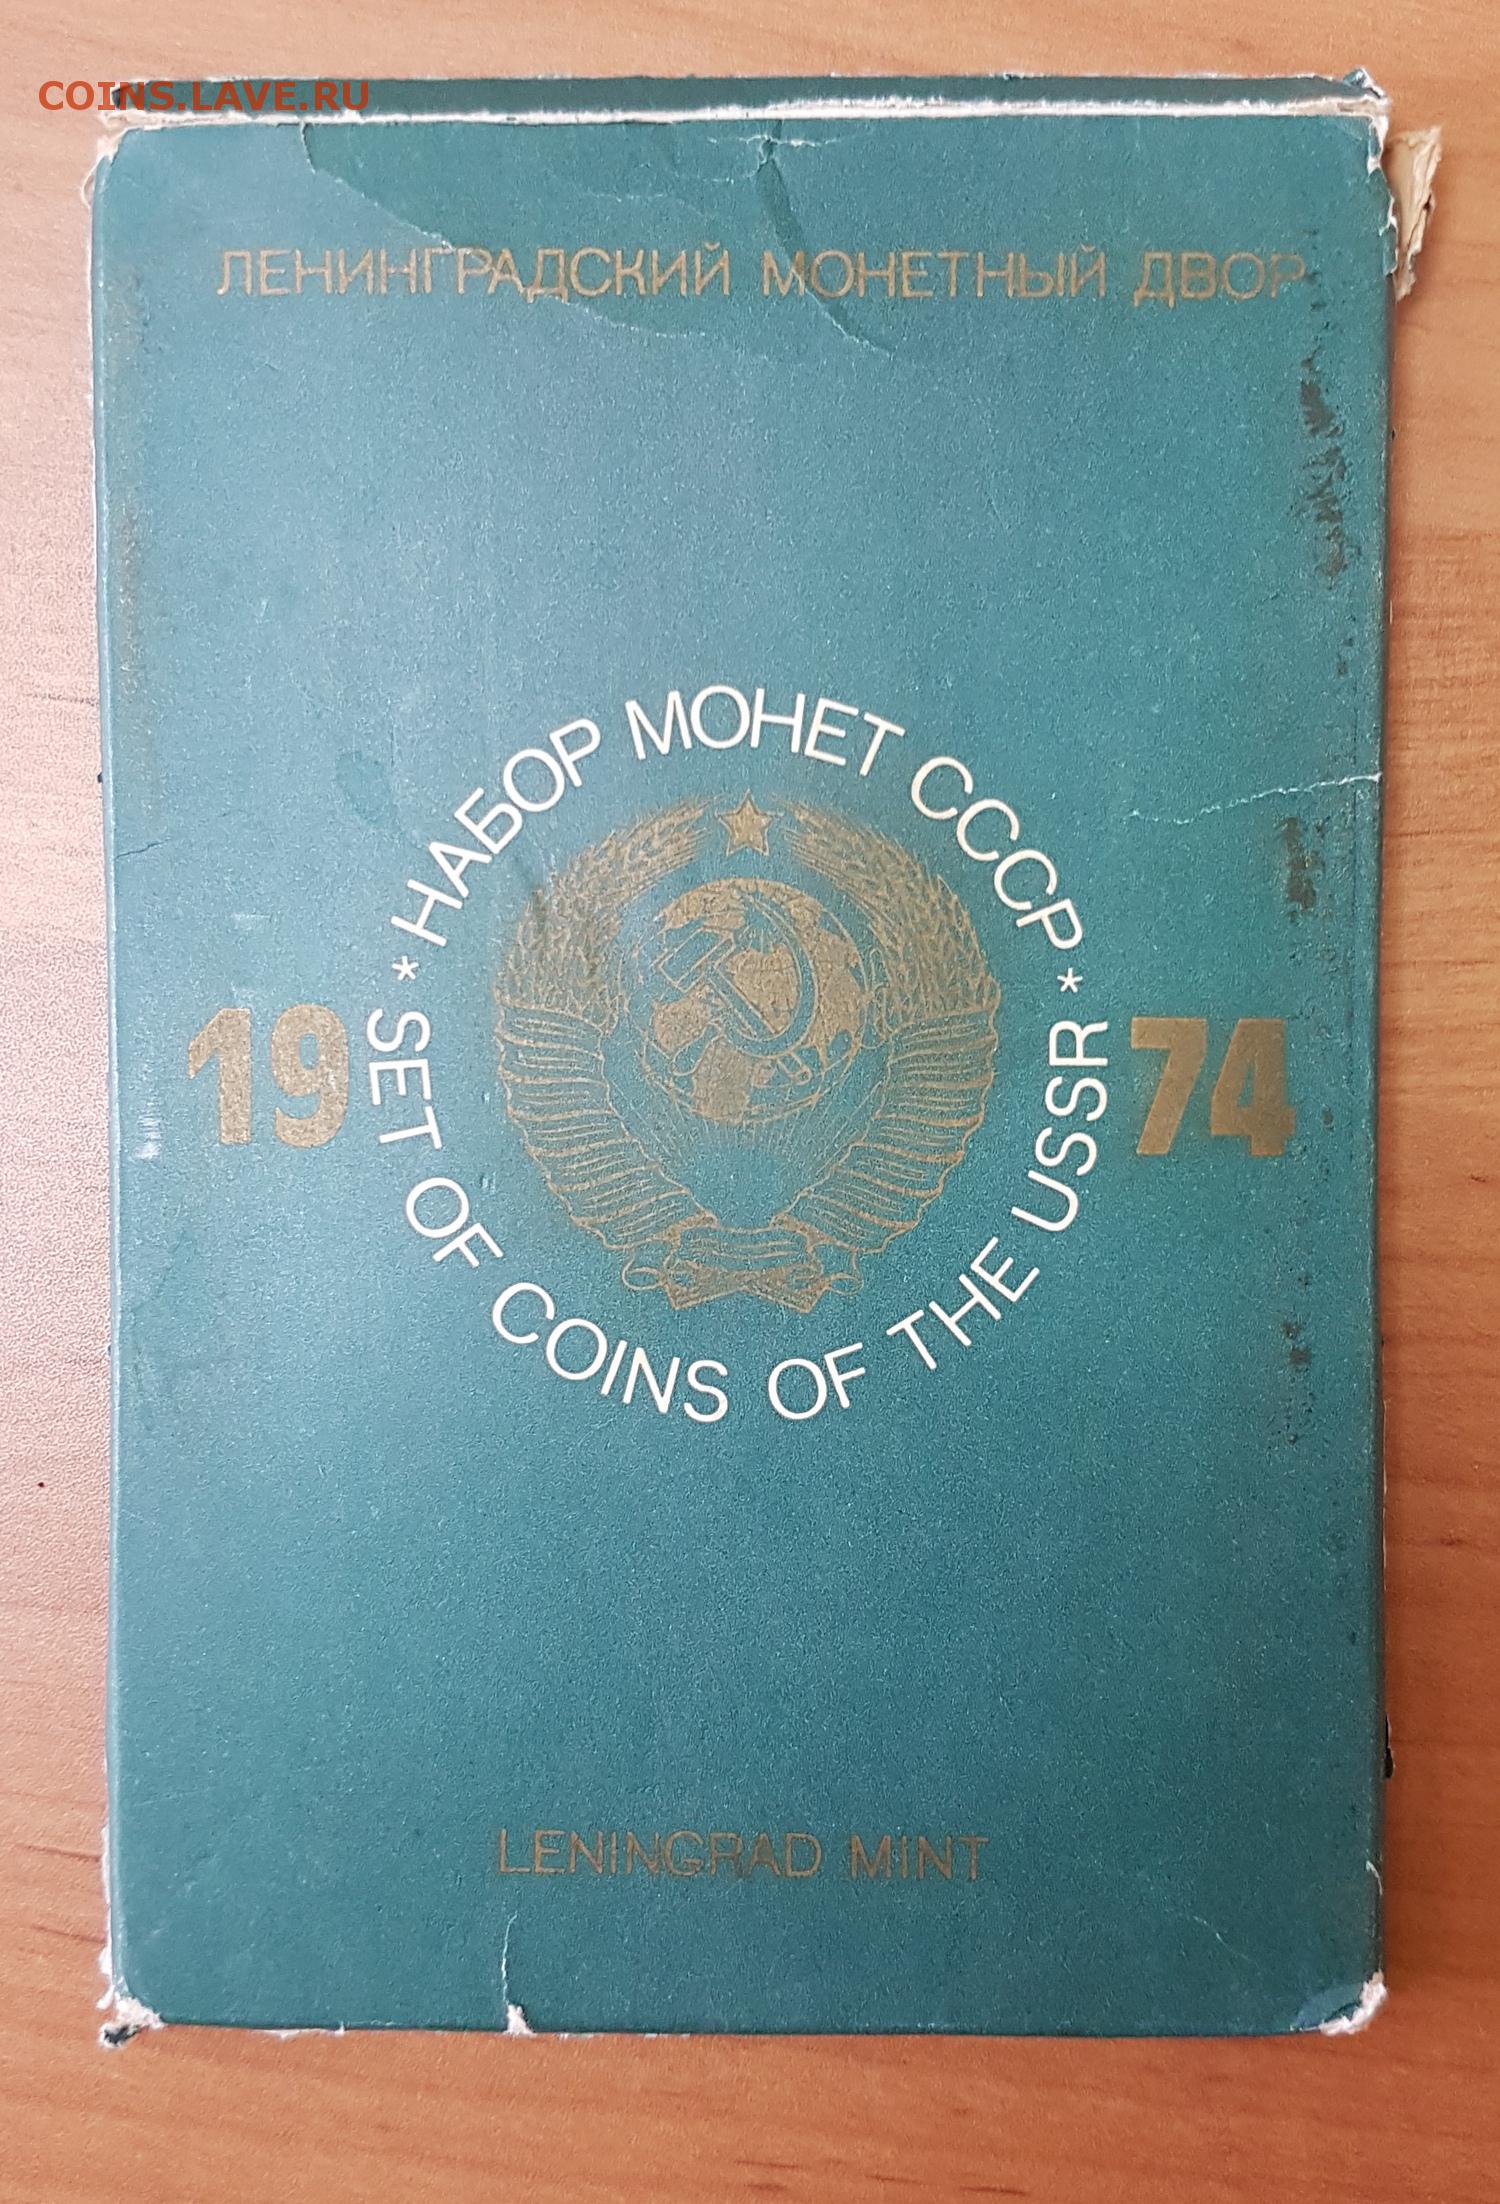 COINS.LAVE.RU
ЛЕНИНГРАДСКИЙ МОНЕТНЫЙ ДВОР
* НАБОР МОНЕТ СССР *
19 74
SET OF COINS OF THE USSR
LENINGRAD MINT